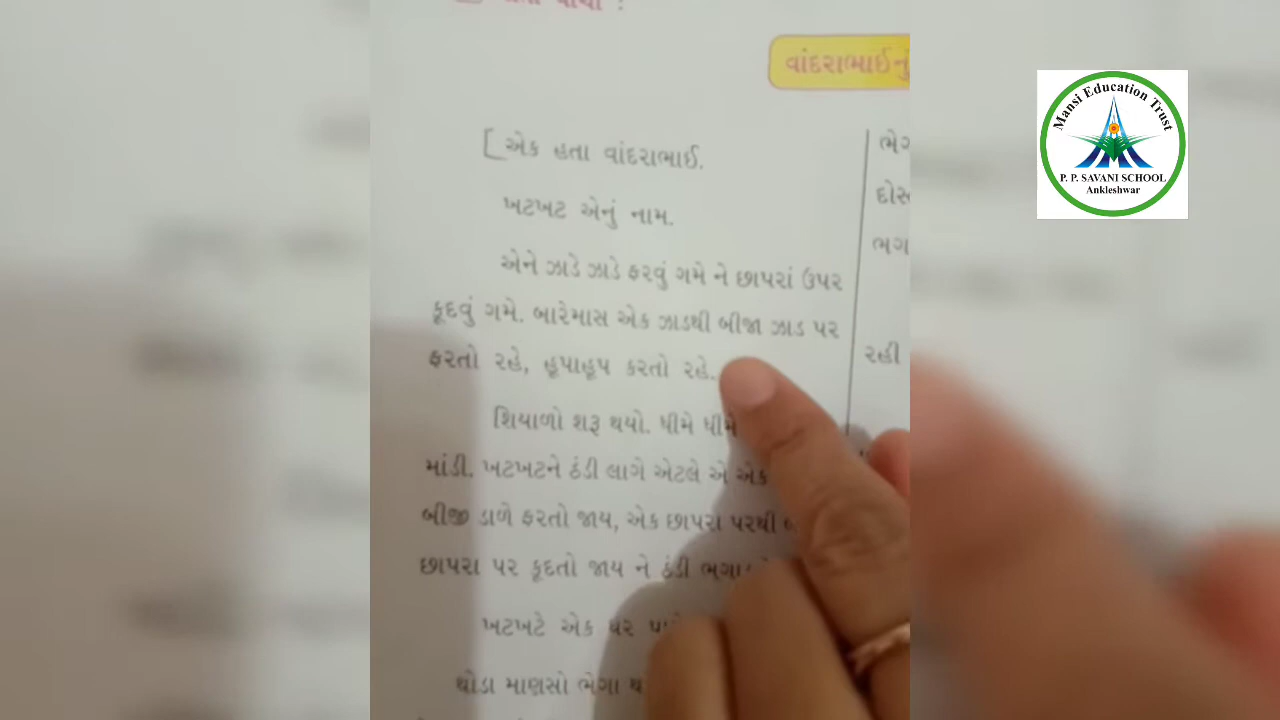 વાંદરાભાઈનું
એક હતા વાંદરાભાઈ.
ખટખટ એનું નામ.
એને ઝાડે ઝાડે ફરવું ગમે ને છાપરાં ઉપર
કૂદવું ગમે. બારેમાસ એક ઝાડથી બીજા ઝાડ પર
ફરતો રહે, હૂપાહૂપ કરતો રહે.
શિયાળો શરૂ થયો. ધીમે ધીમે
માંડી. ખટખટને ઠંડી લાગે એટલે એ એક
બીજી ડાળે ફરતો જાય, એક છાપરા પરથી
છાપરા પર કૂદતો જાય ને ઠંડી
ખટખટે એક ઘર
થોડા માણસો ભેગા
રહી
Mansi Education Trust
P. P. SAVANI SCHOOL
Ankleshwar